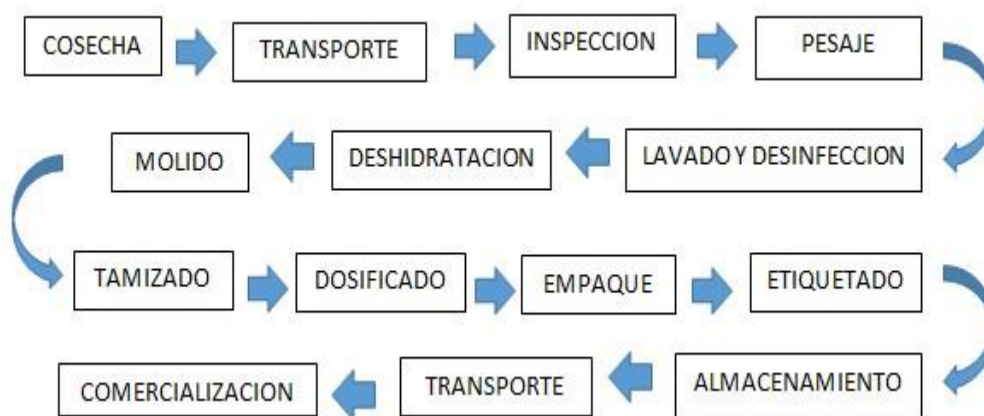 COSECHA
TRANSPORTE
INSPECCION
PESAJE
LAVADO Y DESINFECCION
DESHIDRATACION
MOLIDO
TAMIZADO
DOSIFICADO
EMPAQUE
ETIQUETADO
ALMACENAMIENTO
TRANSPORTE
COMERCIALIZACION